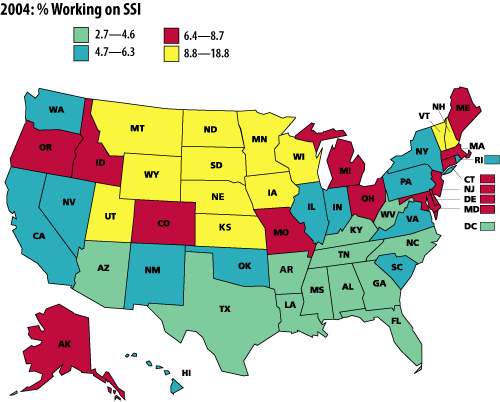 2004: % Working on SSI
2.7—4.6
6.4—8.7
4.7—6.3
8.8—18.8
WA
MT
ND
MN
VT
NH
ME
OR
ID
SD
WI
MI
NY
MA
RI
WY
IA
NE
PA
CT
NJ
DE
MD
NV
UT
CO
KS
MO
IL
IN
OH
WV
VA
KY
DC
CA
AZ
NM
OK
AR
TN
NC
SC
TX
LA
MS
AL
GA
FL
AK
HI